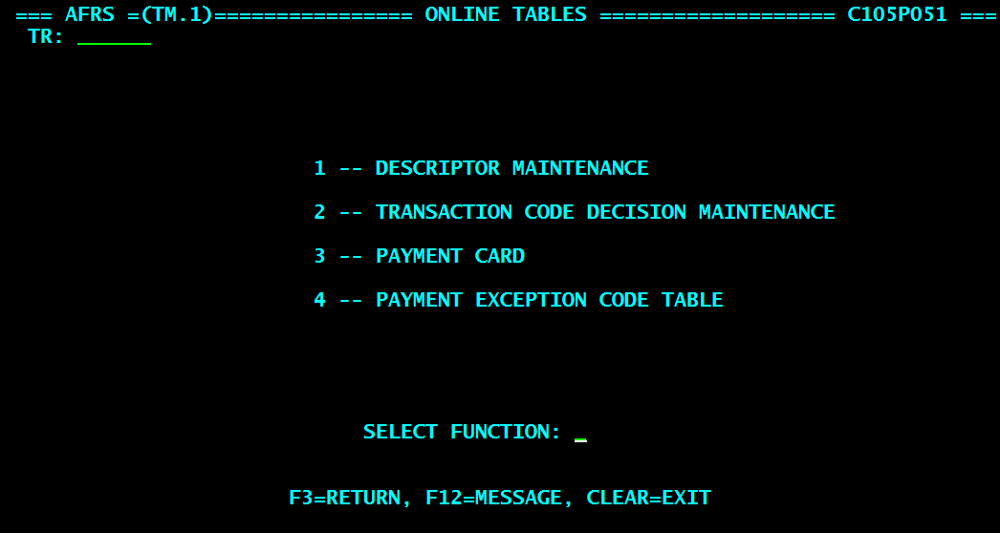 === AFRS =(TM.1)================ ONLINE TABLES =================== C105P051 ===
TR: ______
1 -- DESCRIPTOR MAINTENANCE
2 -- TRANSACTION CODE DECISION MAINTENANCE
3 -- PAYMENT CARD
4 -- PAYMENT EXCEPTION CODE TABLE
SELECT FUNCTION: _
F3=RETURN, F12=MESSAGE, CLEAR=EXIT